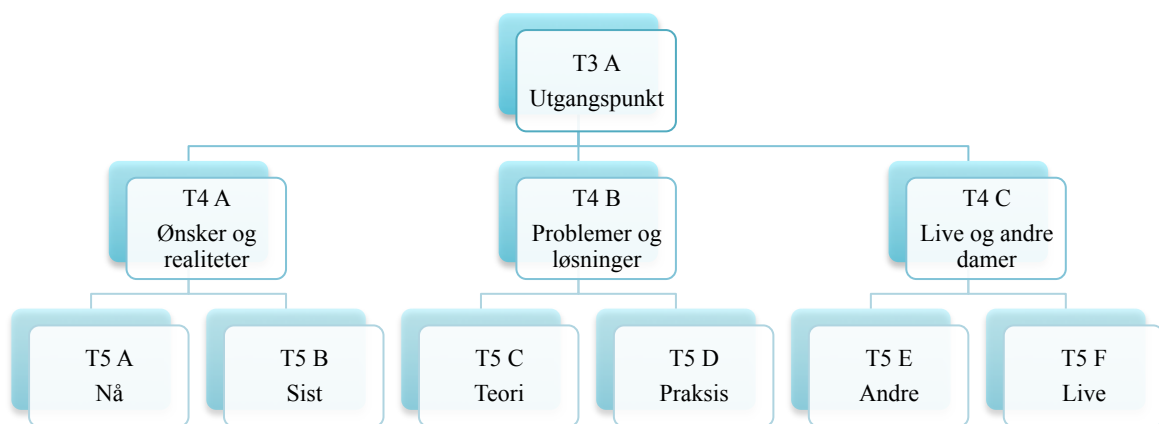 T3 A
Utgangspunkt
T4 A
Ønsker og
realiteter
T4 B
Problemer og
løsninger
T4 C
Live og andre
damer
T5 A
Nå
T5 B
Sist
T5 C
Teori
T5 D
Praksis
T5 E
Andre
T5 F
Live